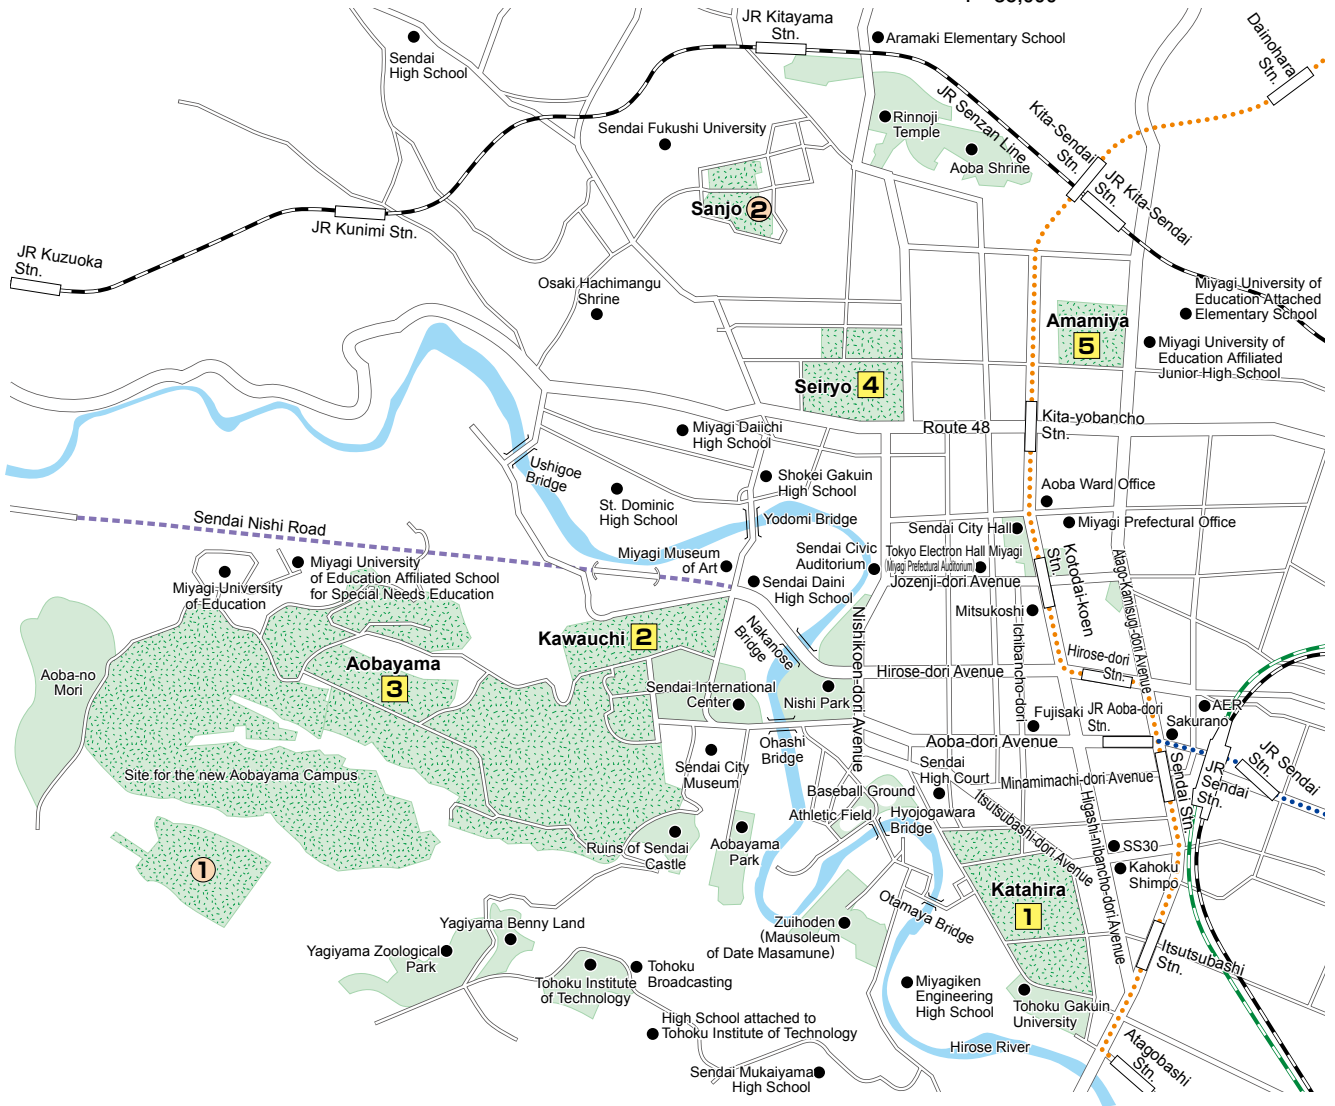 JR Kitayama
Stn.
Aramaki Elementary School
Dainohara
Stn.
Sendai
High School
JR Senzan Line
Rinnoji
Temple
Kita-Sendai
Stn.
Sendai Fukushi University
Aoba Shrine
JR Kita-Sendai
Stn.
Sanjo 2
JR Kunimi Stn.
JR Kuzuoka
Stn.
Osaki Hachimangu
Shrine
Miyagi University of
Education Attached
Elementary School
Amamiya
5
Miyagi University of
Education Affiliated
Junior High School
Seiryo 4
Kita-yobancho
Stn.
Route 48
Miyagi Daiichi
High School
Ushigoe
Bridge
Shokei Gakuin
High School
Aoba Ward Office
St. Dominic
High School
Yodomi Bridge
Sendai Nishi Road
Sendai City Hall
Miyagi Prefectural Office
Miyagi Museum
of Art
Sendai Civic
Auditorium
Tokyo Electron Hall Miyagi
(Miyagi Prefectural Auditorium)
Kotodai-koen
Stn.
Atago-Kamisugi-dori Avenue
Miyagi University
of Education
Miyagi University
of Education Affiliated School
for Special Needs Education
Sendai Daini
High School
Jozenji-dori Avenue
Mitsukoshi
Ichibancho-dori
Nishikoen-dori Avenue
Kawauchi 2
Nakanose
Bridge
Hirose-dori
Stn.
Aobayama
3
Hirose-dori Avenue
Aoba-no
Mori
Sendai International
Center
Nishi Park
Fujisaki
JR Aoba-dori
Stn.
AER
Sakurano
Ohashi
Bridge
Aoba-dori Avenue
Sendai City
Museum
Sendai
High Court
Minamimachi-dori Avenue
Sendai Stn.
JR
Sendai
Stn.
JR Sendai
Stn.
Site for the new Aobayama Campus
Baseball Ground
Athletic Field
Hyojogawara
Bridge
Itsutsubashi-dori Avenue
Higashi-nibancho-dori Avenue
Ruins of Sendai
Castle
Aobayama
Park
SS30
Kahoku
Shimpo
1
Katahira
1
Otamaya Bridge
Yagiyama Benny Land
Zuihoden
(Mausoleum
of Date Masamune)
Yagiyama Zoological
Park
Itsutsubashi
Stn.
Tohoku Institute
of Technology
Tohoku
Broadcasting
Miyagiken
Engineering
High School
Tohoku Gakuin
University
High School attached to
Tohoku Institute of Technology
Hirose River
Atagobashi
Stn.
Sendai Mukaiyama
High School